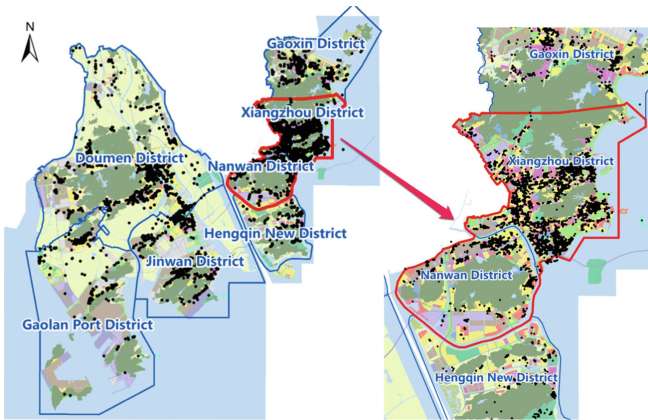 N
Gaoxin District
Xiangzhou District
Doumen District
Nanwan District
Hengqin New District
Jinwan District
Gaolan Port District
Gaoxin District
Xiangzhou District
Nanwan District
Hengqin New District